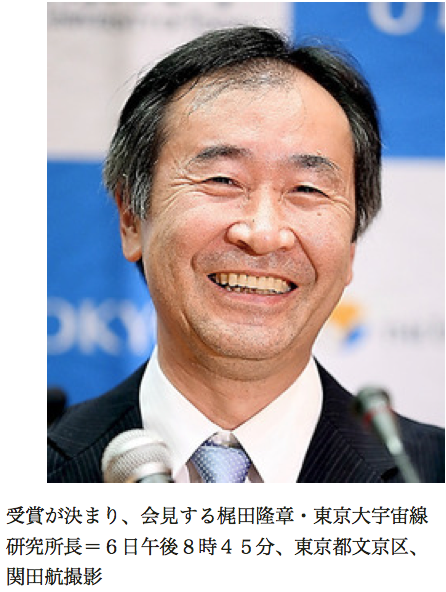 受賞が決まり、会見する梶田隆章・東京大宇宙線
研究所長＝６日午後８時４５分、東京都文京区、
関田航撮影